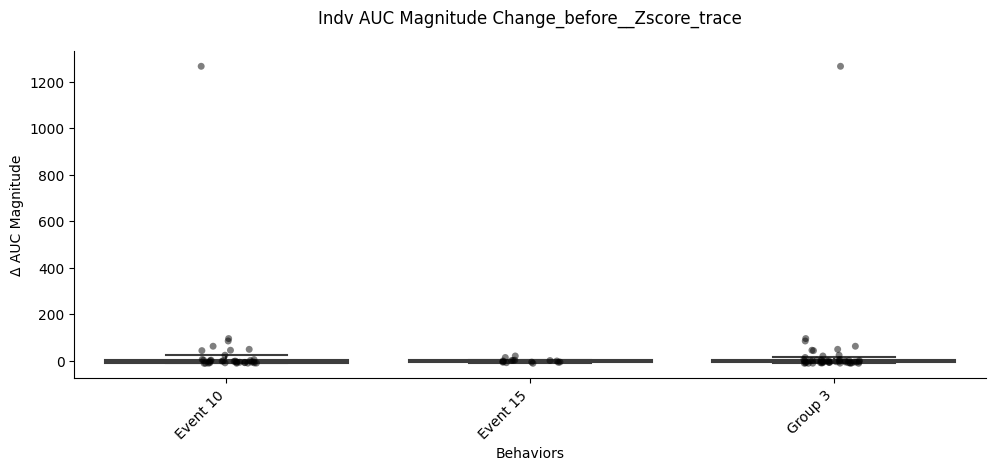 Indv AUC Magnitude Change_before__Zscore_trace
1200
1000
800
600
400
200
0
Δ AUC Magnitude
Event 10
Event 15
Group 3
Behaviors